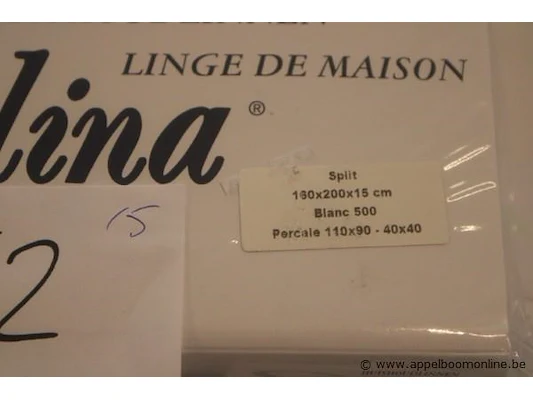 LINGE DE MAISON
lina ®
Split
160x200x15 cm
Blanc 500
Percale 110x90 - 40x40
15
2
© www.appelboomonline.be